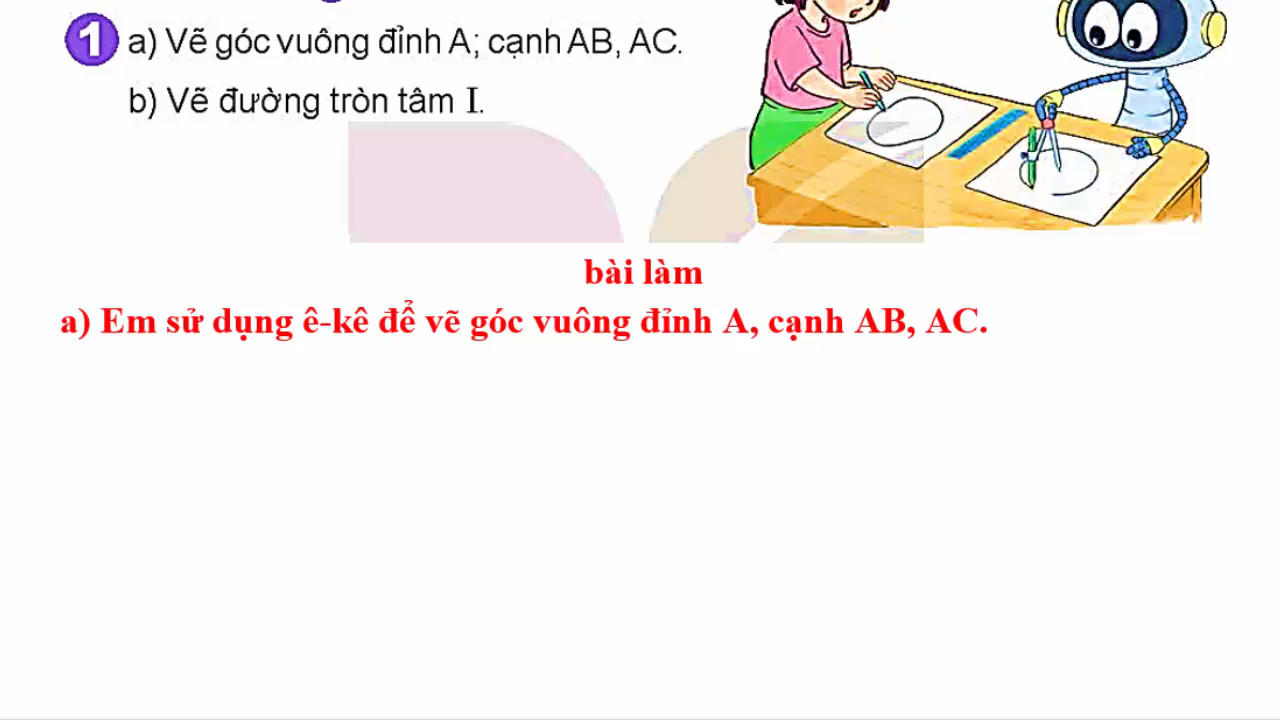 1 a) Vẽ góc vuông đỉnh A; cạnh AB, AC.
b) Vẽ đường tròn tâm I.
bài làm
a) Em sử dụng ê-kê để vẽ góc vuông đỉnh A, cạnh AB, AC.